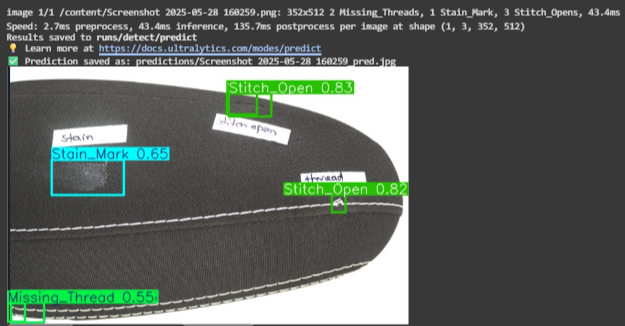 image 1/1 /content/Screenshot 2025-05-28 160259.png: 352x512 2 Missing_Threads, 1 Stain_Mark, 3 Stitch_Opens, 43.4ms
Speed: 2.7ms preprocess, 43.4ms inference, 135.7ms postprocess per image at shape (1, 3, 352, 512)
Results saved to runs/detect/predict
💡 Learn more at https://docs.ultralytics.com/modes/predict
✅ Prediction saved as: predictions/Screenshot 2025-05-28 160259_pred.jpg
Stitch_Open 0.83
Stitch open
Stain
Stain_Mark 0.65
thread
Stitch_Open 0.82
Missing_Thread 0.55